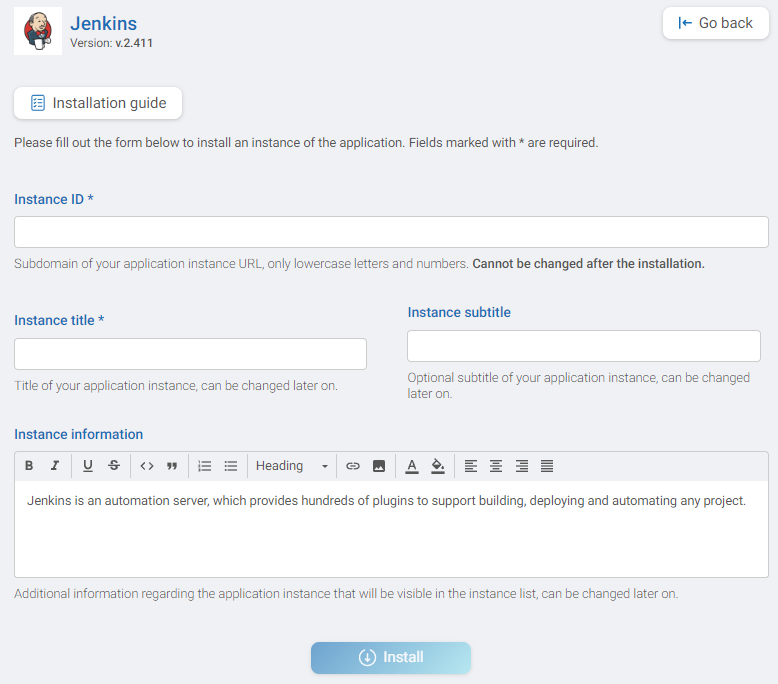 Jenkins
Version: v.2.411
Go back
Installation guide
Please fill out the form below to install an instance of the application. Fields marked with * are required.
Instance ID *
Subdomain of your application instance URL, only lowercase letters and numbers. Cannot be changed after the installation.
Instance title *
Title of your application instance, can be changed later on.
Instance subtitle
Optional subtitle of your application instance, can be changed
later on.
Instance information
B I U S Heading A
Jenkins is an automation server, which provides hundreds of plugins to support building, deploying and automating any project.
Additional information regarding the application instance that will be visible in the instance list, can be changed later on.
Install